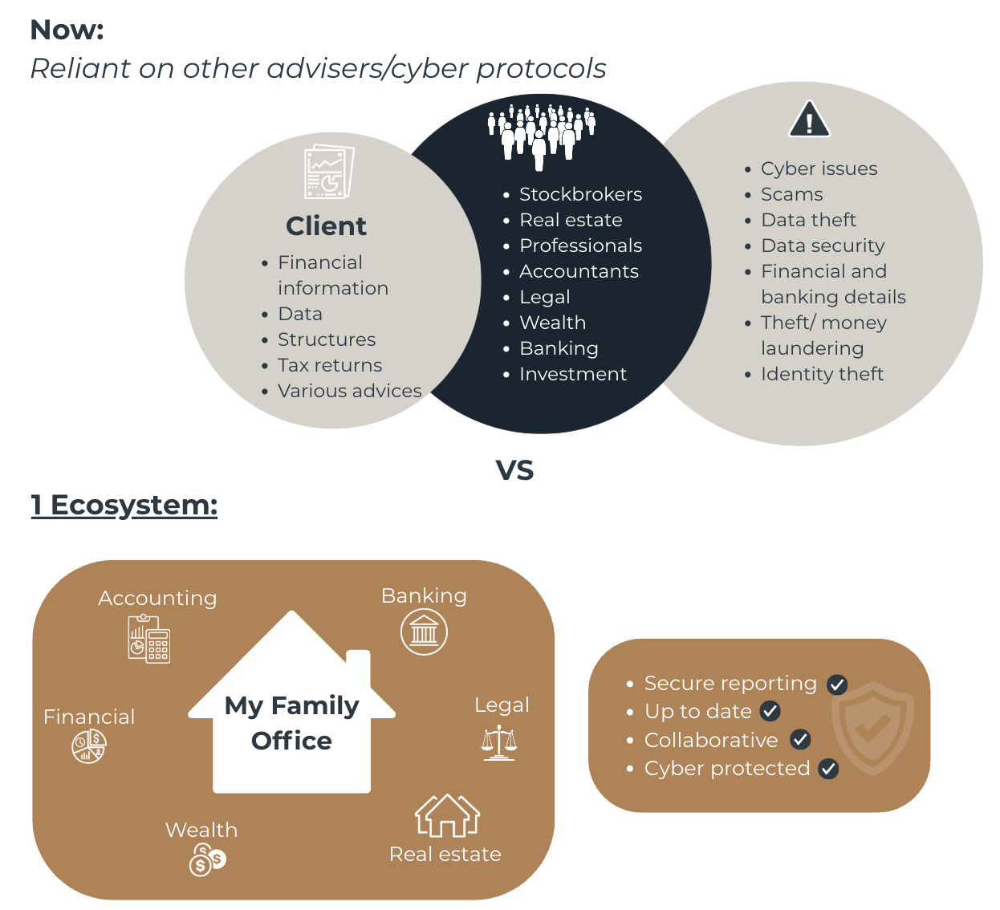 Now:
Reliant on other advisers/cyber protocols
Client
• Financial
information
• Data
• Structures
• Tax returns
• Various advices
• Stockbrokers
• Real estate
• Professionals
• Accountants
• Legal
• Wealth
• Banking
• Investment
• Cyber issues
• Scams
• Data theft
• Data security
• Financial and
banking details
• Theft/ money
laundering
• Identity theft
VS
1 Ecosystem:
Accounting
Banking
Financial
My Family
Office
Legal
Wealth
Real estate
• Secure reporting
• Up to date
• Collaborative
• Cyber protected